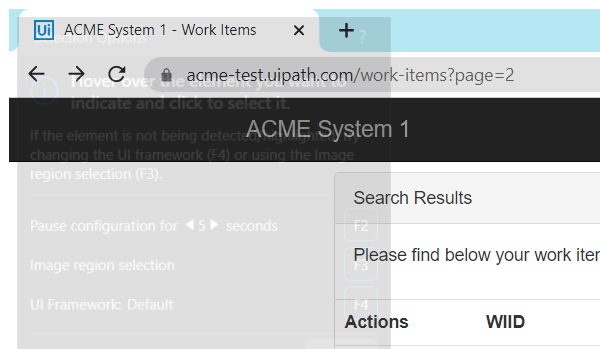 Ui ACME System 1 - Work Items
Selection Options ?
acme-test.uipath.com/work-items?page=2
Hover over the element you want to
indicate and click to select it.
ACME System 1
If the element is not being detected/highlighted, try
changing the UI framework (F4) or using the Image
region selection (F3).
Search Results
Pause configuration for 5 seconds F2
Please find below your work iter
Image region selection F3
UI Framework: Default F4
Actions WIID